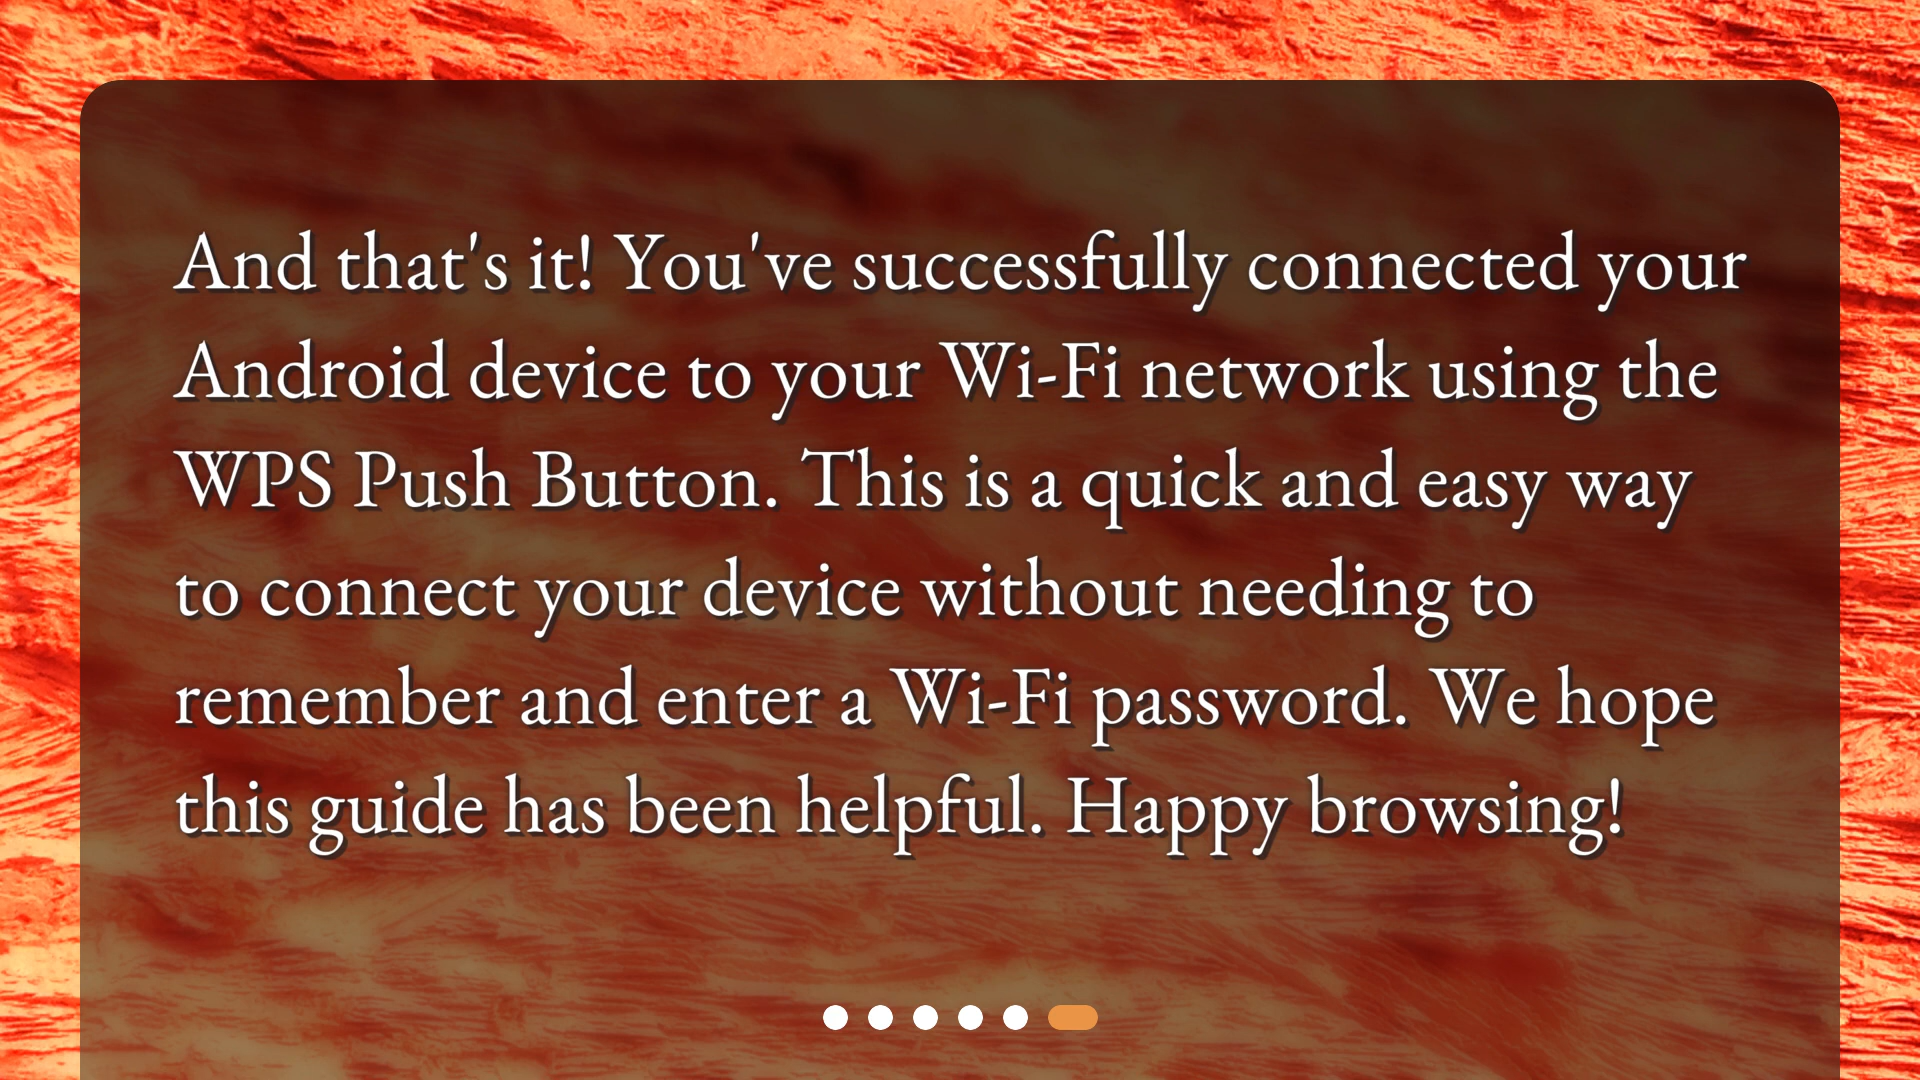 And that's it! You've successfully connected your
Android device to your Wi-Fi network using the
WPS Push Button. This is a quick and easy way
to connect your device without needing to
remember and enter a Wi-Fi password. We hope
this guide has been helpful. Happy browsing!